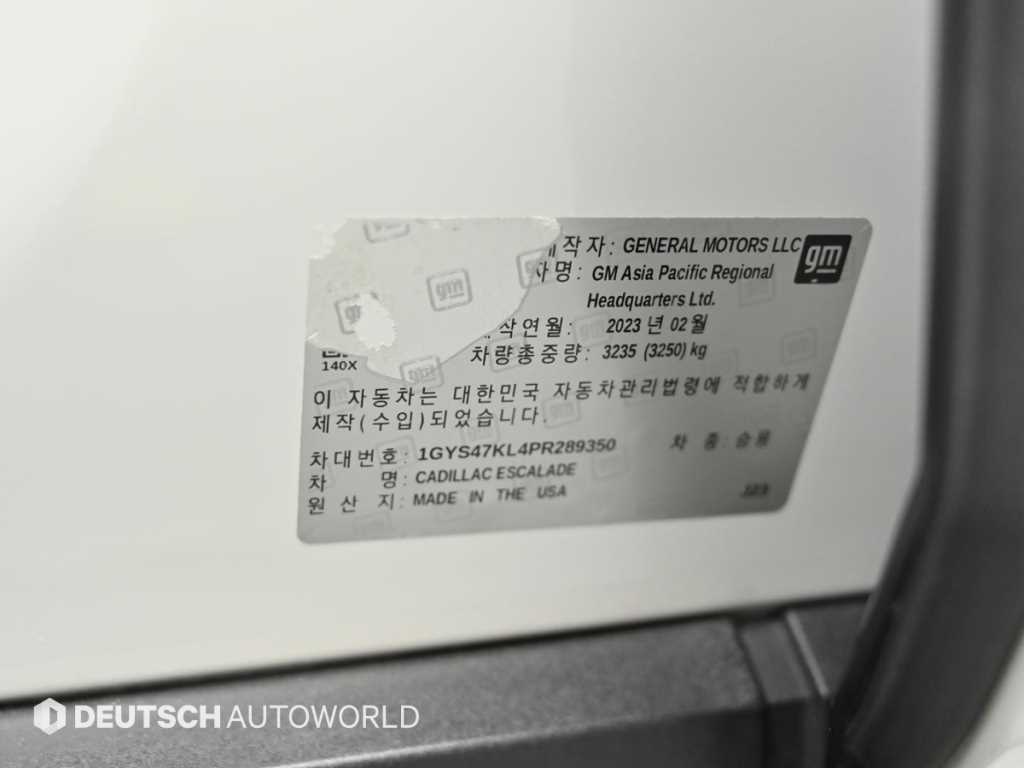 제작자: GENERAL MOTORS LLC gm
차명: GM Asia Pacific Regional
Headquarters Ltd.
gm
제작연월: 2023 년 02 월
차량총중량: 3235 (3250) kg
140X
이 자동차는 대한민국 자동차관리법령에 적합하게
제작(수입)되었습니다.
차대번호: 1GYS47KL4PR289350 차 종: 승용
차 명: CADILLAC ESCALADE
원 산 지: MADE IN THE USA
DEUTSCH AUTOWORLD